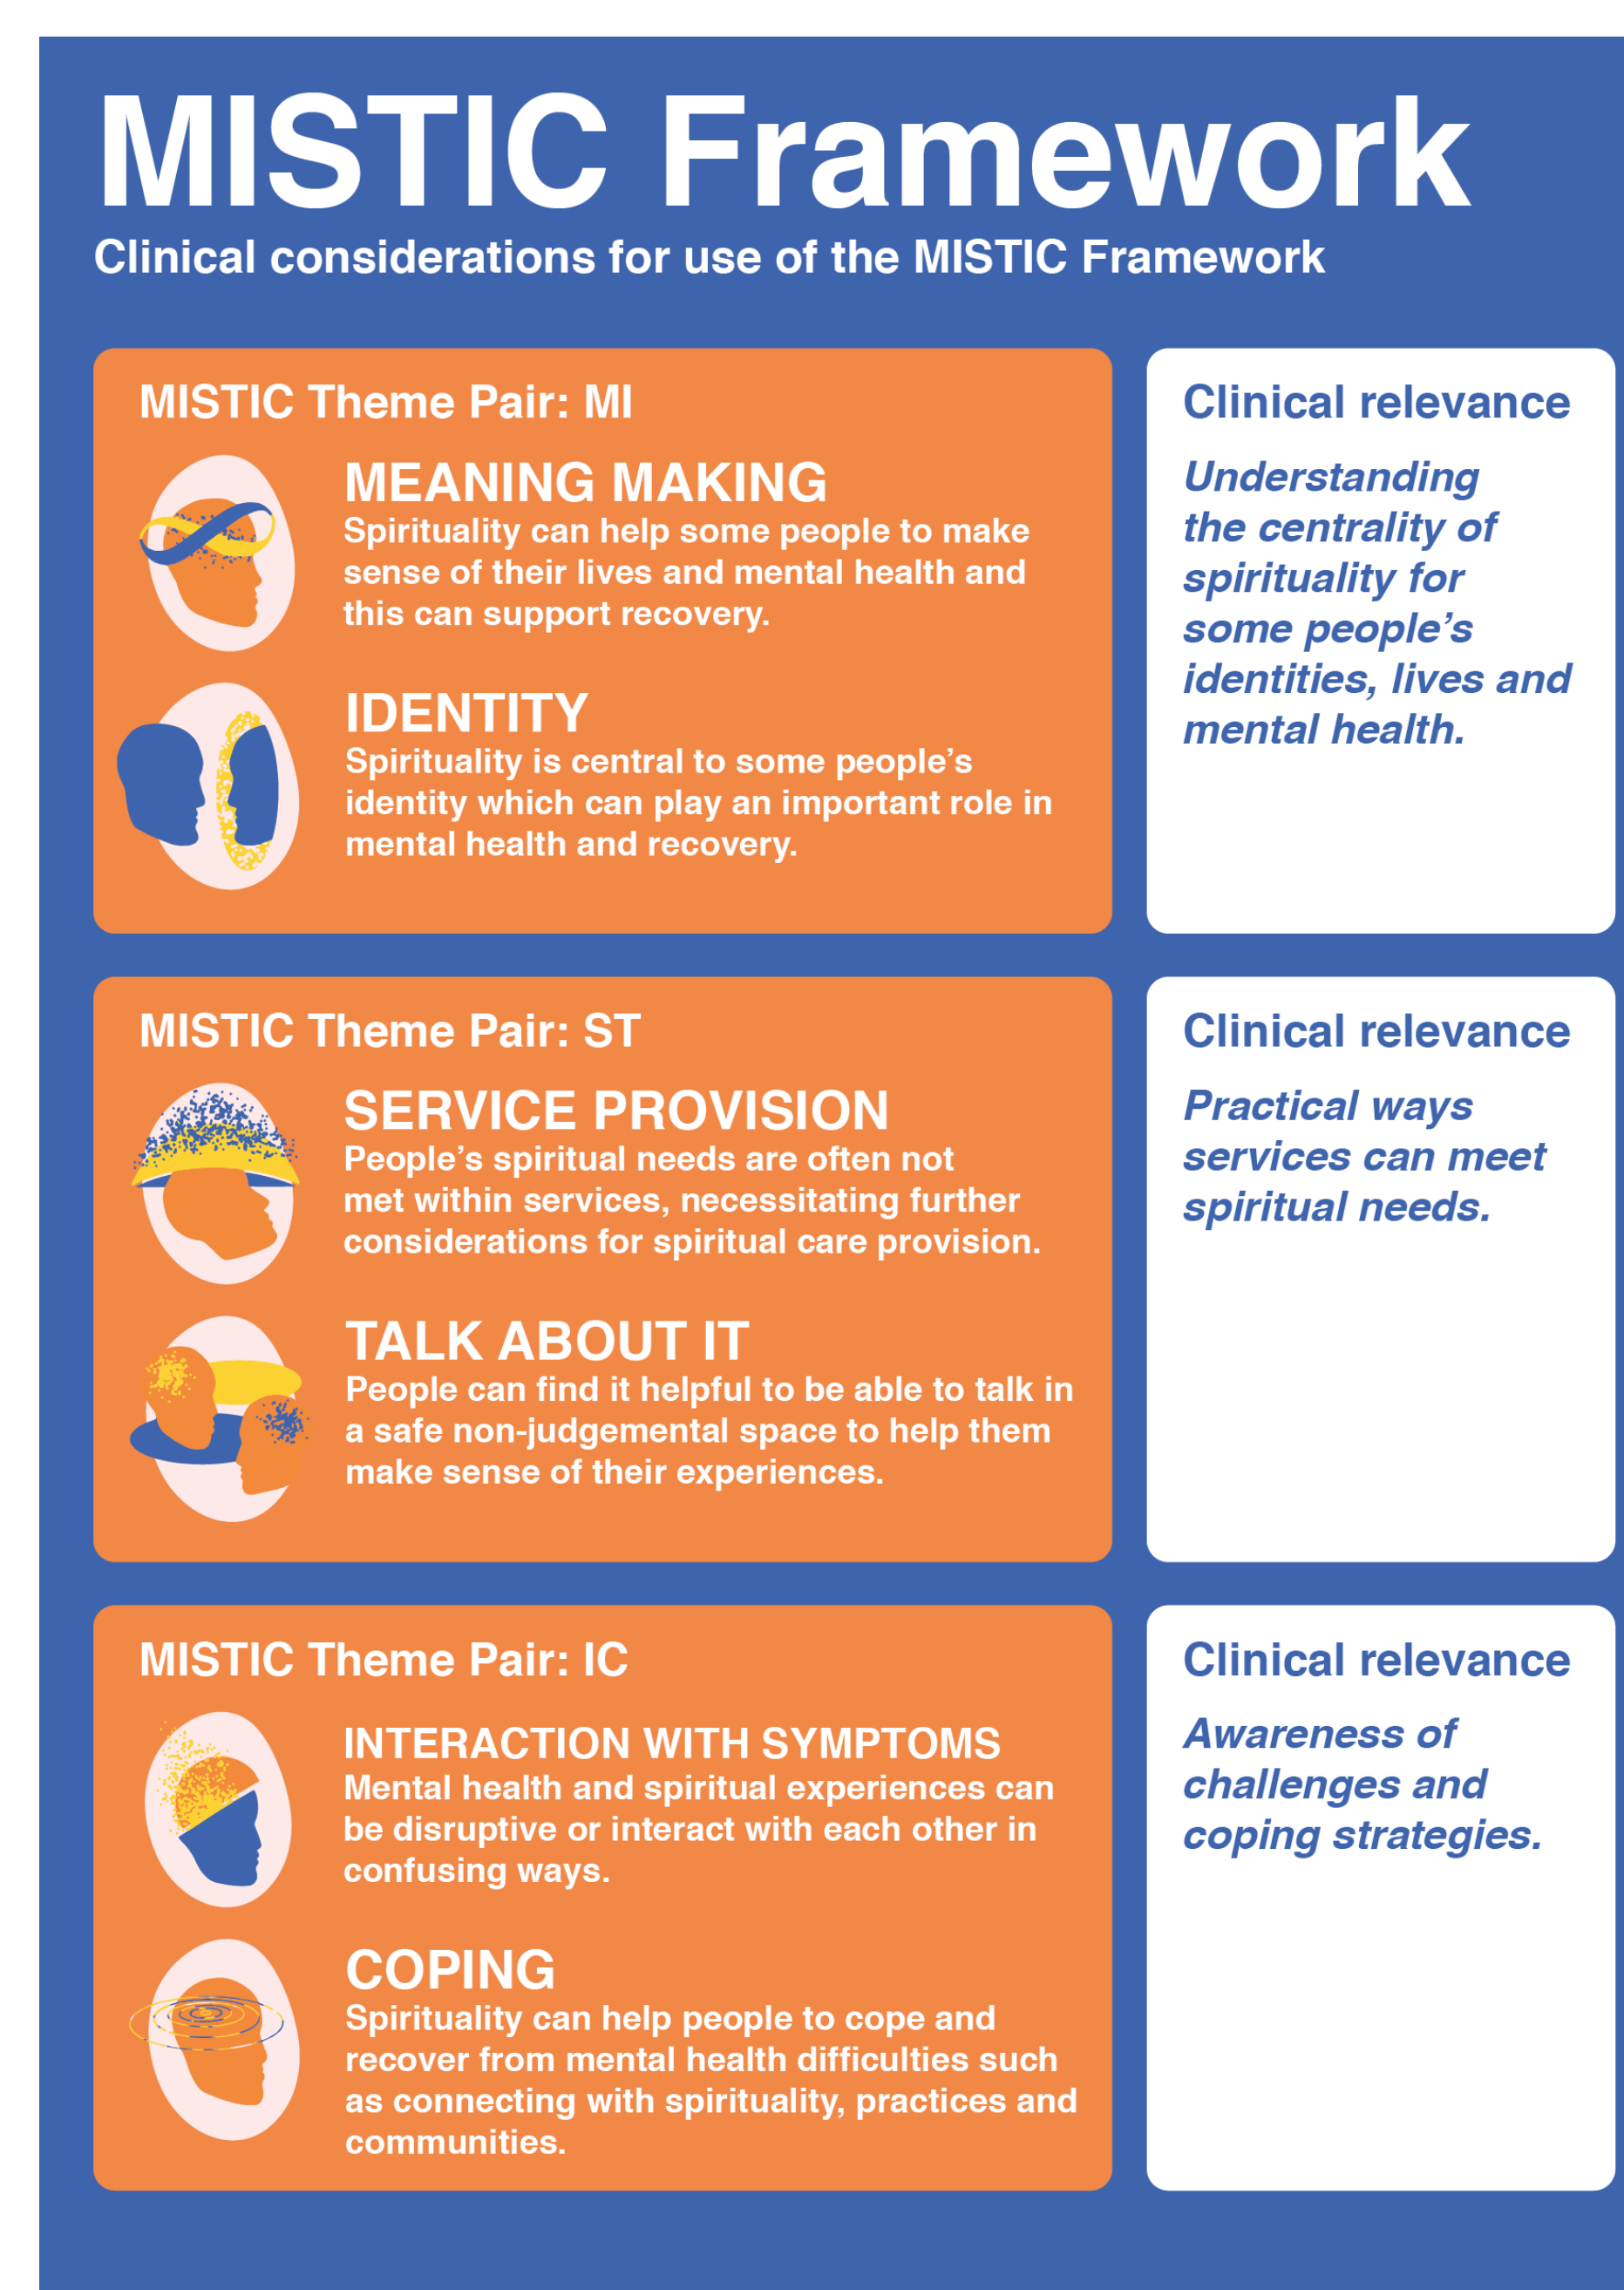 MISTIC Framework
Clinical considerations for use of the MISTIC Framework
MISTIC Theme Pair: MI
MEANING MAKING
Spirituality can help some people to make
sense of their lives and mental health and
this can support recovery.
IDENTITY
Spirituality is central to some people’s
identity which can play an important role in
mental health and recovery.
Clinical relevance
Understanding
the centrality of
spirituality for
some people’s
identities, lives and
mental health.
MISTIC Theme Pair: ST
SERVICE PROVISION
People’s spiritual needs are often not
met within services, necessitating further
considerations for spiritual care provision.
TALK ABOUT IT
People can find it helpful to be able to talk in
a safe non-judgemental space to help them
make sense of their experiences.
Clinical relevance
Practical ways
services can meet
spiritual needs.
MISTIC Theme Pair: IC
INTERACTION WITH SYMPTOMS
Mental health and spiritual experiences can
be disruptive or interact with each other in
confusing ways.
COPING
Spirituality can help people to cope and
recover from mental health difficulties such
as connecting with spirituality, practices and
communities.
Clinical relevance
Awareness of
challenges and
coping strategies.